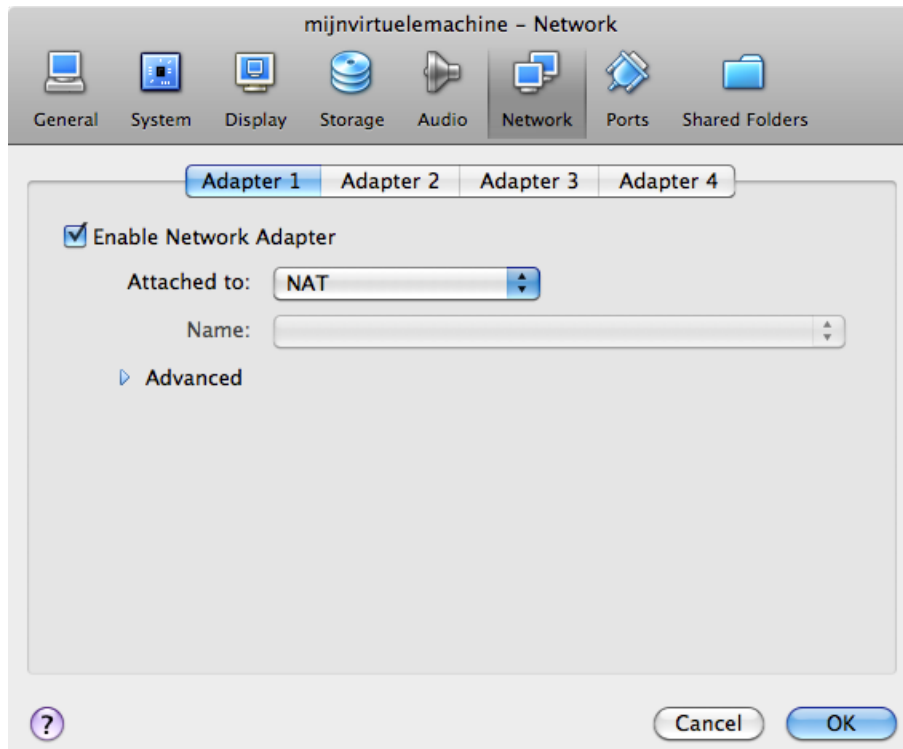 mijnvirtuelemachine – Network
General System Display Storage Audio Network Ports Shared Folders
Adapter 1 Adapter 2 Adapter 3 Adapter 4
Enable Network Adapter
Attached to: NAT
Name:
Advanced
? Cancel OK